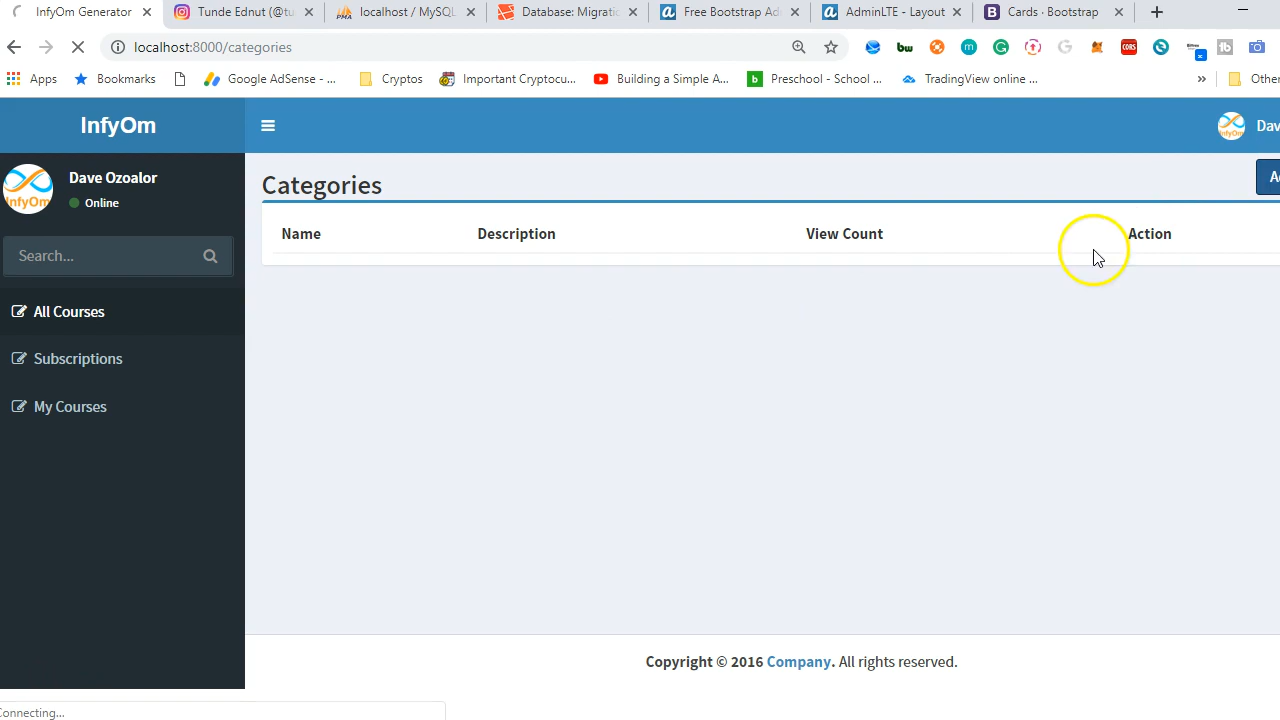 InfyOm Generator
Tunde Ednut (@tu
localhost / MySQL
Database: Migratio
Free Bootstrap Ad
AdminLTE - Layout
Cards · Bootstrap
localhost:8000/categories
Apps
Bookmarks
Google AdSense - ...
Cryptos
Important Cryptocu...
Building a Simple A...
Preschool - School ...
TradingView online ...
»
Other
InfyOm
Dav
Dave Ozoalor
Online
Categories
Ad
Name
Description
View Count
Action
Search...
All Courses
Subscriptions
My Courses
Copyright © 2016 Company. All rights reserved.
Connecting...